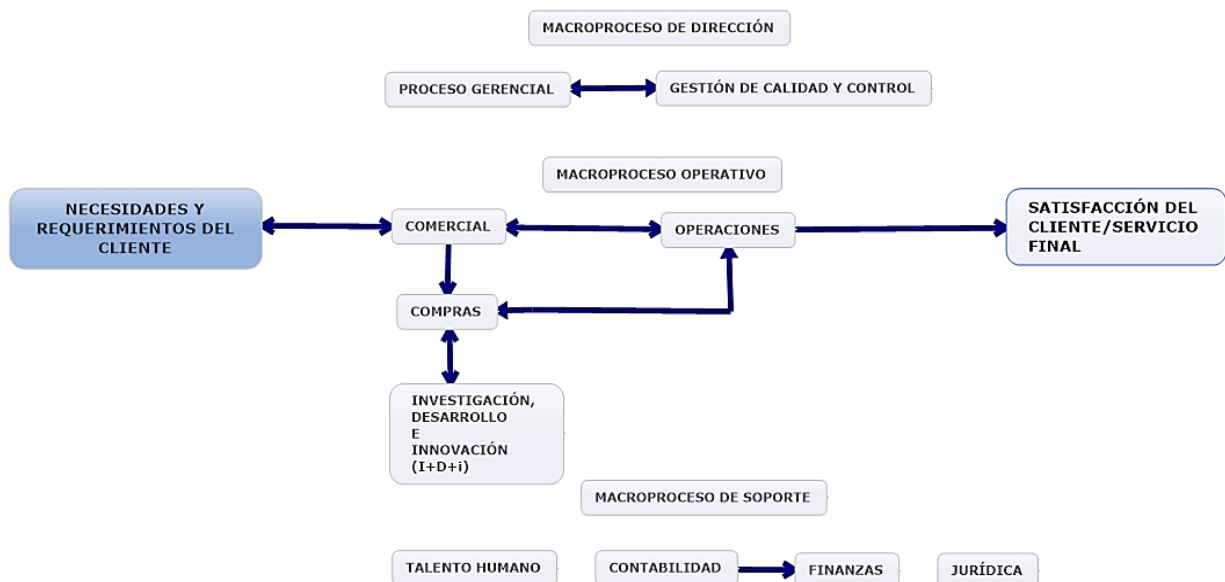 MACROPROCESO DE DIRECCIÓN
PROCESO GERENCIAL
GESTIÓN DE CALIDAD Y CONTROL
MACROPROCESO OPERATIVO
NECESIDADES Y
REQUERIMIENTOS DEL
CLIENTE
COMERCIAL
OPERACIONES
SATISFACCIÓN DEL
CLIENTE/SERVICIO
FINAL
COMPRAS
INVESTIGACIÓN,
DESARROLLO
E
INNOVACIÓN
(I+D+i)
MACROPROCESO DE SOPORTE
TALENTO HUMANO
CONTABILIDAD
FINANZAS
JURÍDICA